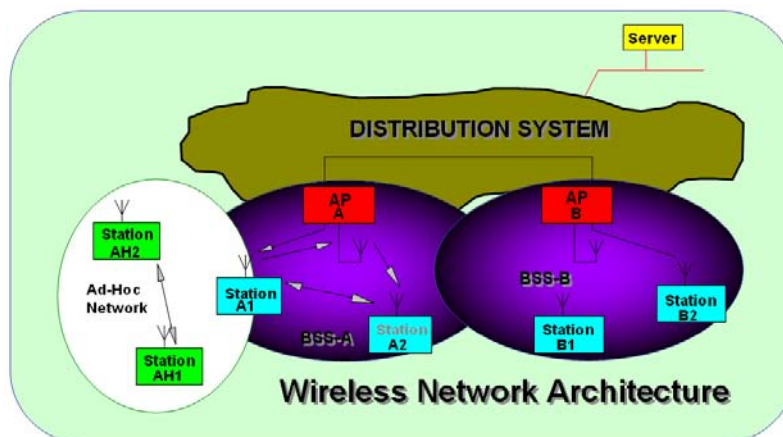 Server
DISTRIBUTION SYSTEM
AP
A
AP
B
Station
AH2
Ad-Hoc
Network
Station
A1
BSS-B
Station
B2
BSS-A
Station
A2
Station
B1
Station
AH1
Wireless Network Architecture